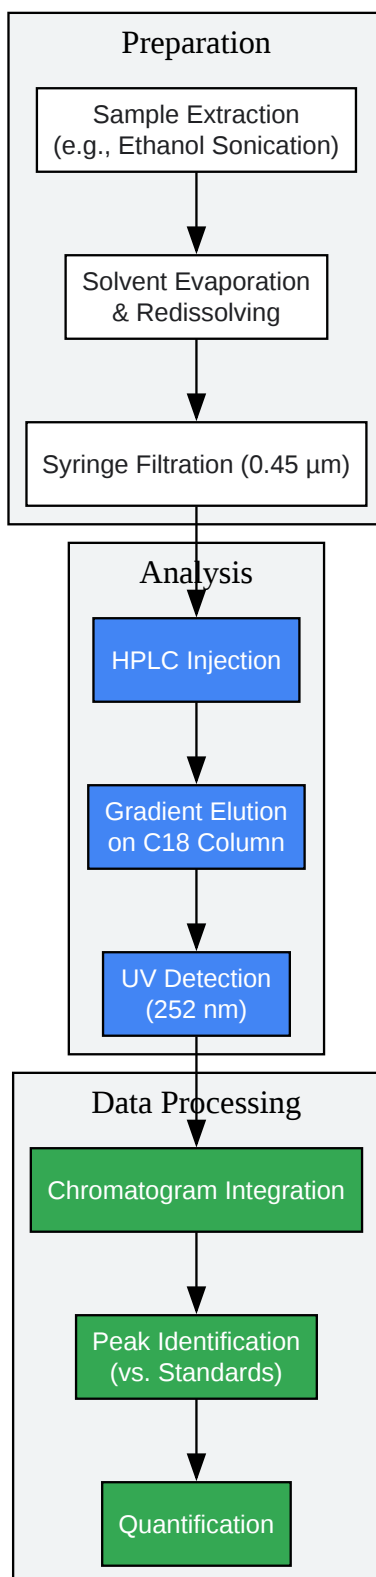 Preparation
Sample Extraction
(e.g., Ethanol Sonication)
Solvent Evaporation
& Redissolving
Syringe Filtration (0.45 µm)
Analysis
HPLC Injection
Gradient Elution
on C18 Column
UV Detection
(252 nm)
Data Processing
Chromatogram Integration
Peak Identification
(vs. Standards)
Quantification